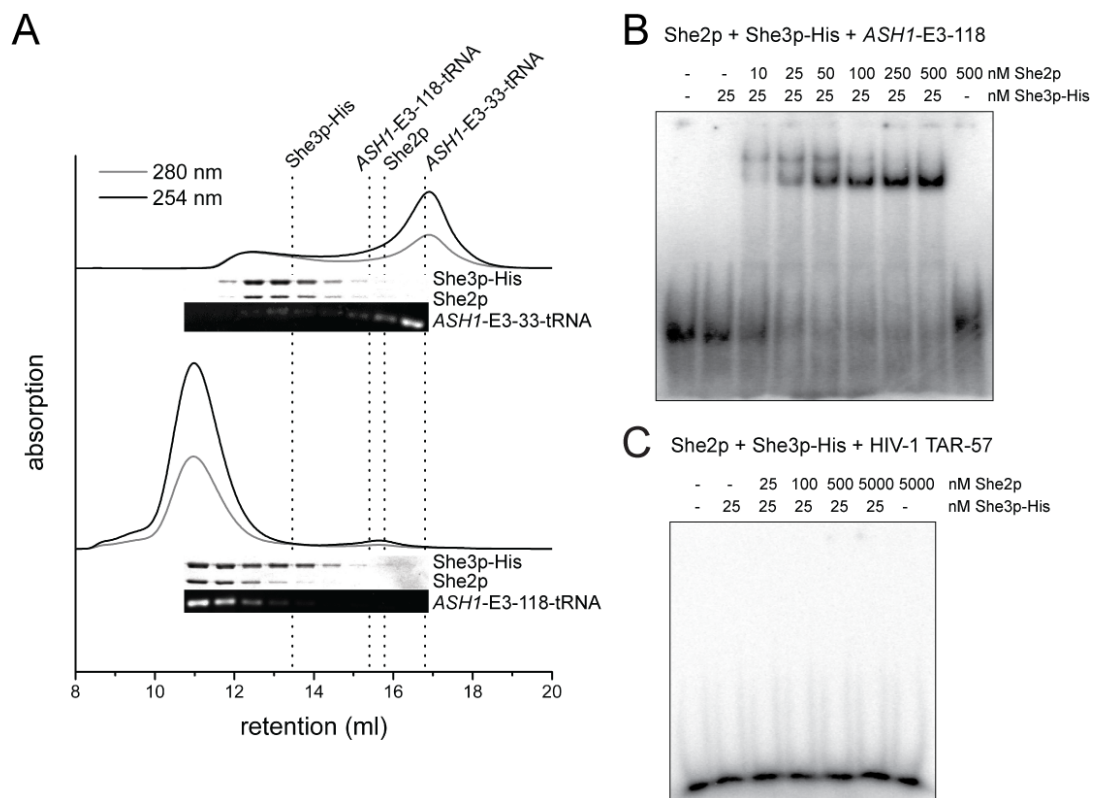 A
She3p-His
ASH1-E3-118-tRNA
She2p
ASH1-E3-33-tRNA
280 nm
254 nm
She3p-His
She2p
ASH1-E3-33-tRNA
She3p-His
She2p
ASH1-E3-118-tRNA
absorption
8 10 12 14 16 18 20
retention (ml)
B She2p + She3p-His + ASH1-E3-118
- - 10 25 50 100 250 500 500 nM She2p
- 25 25 25 25 25 25 25 - nM She3p-His
C She2p + She3p-His + HIV-1 TAR-57
- - 25 100 500 5000 5000 nM She2p
- 25 25 25 25 25 - nM She3p-His